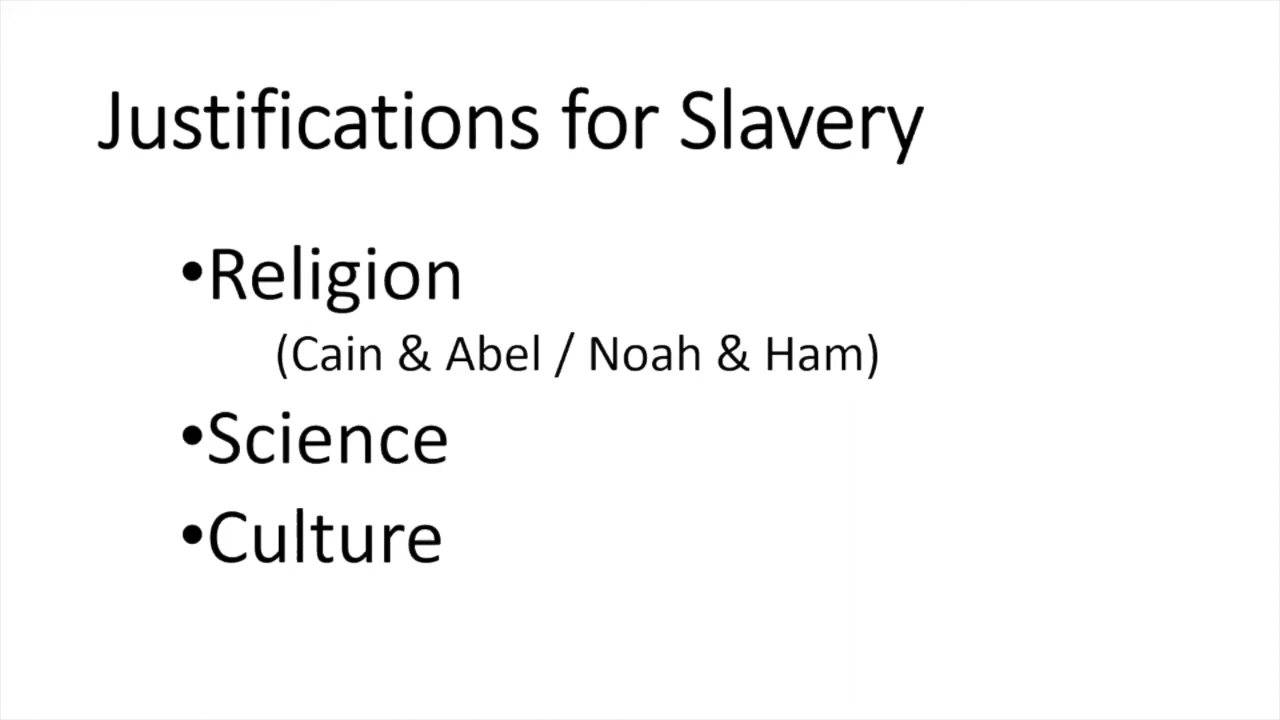 Justifications for Slavery
•Religion
(Cain & Abel / Noah & Ham)
•Science
•Culture